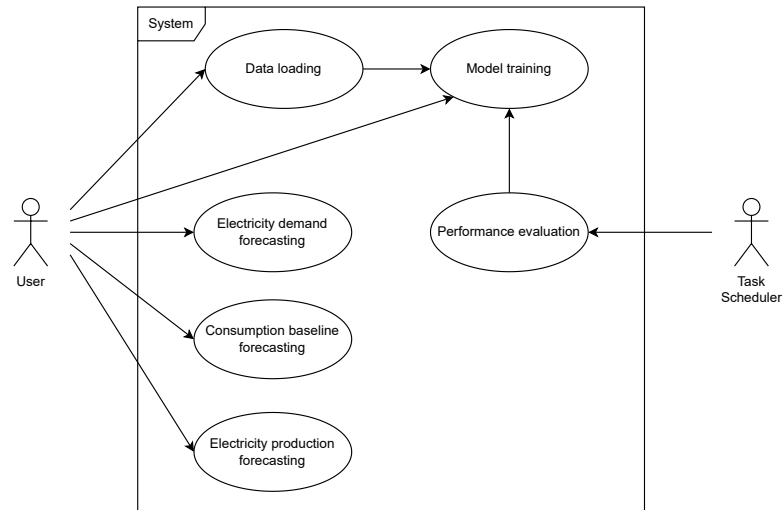 System
Data loading
Model training
Electricity demand
forecasting
Performance evaluation
User
Task
Scheduler
Consumption baseline
forecasting
Electricity production
forecasting